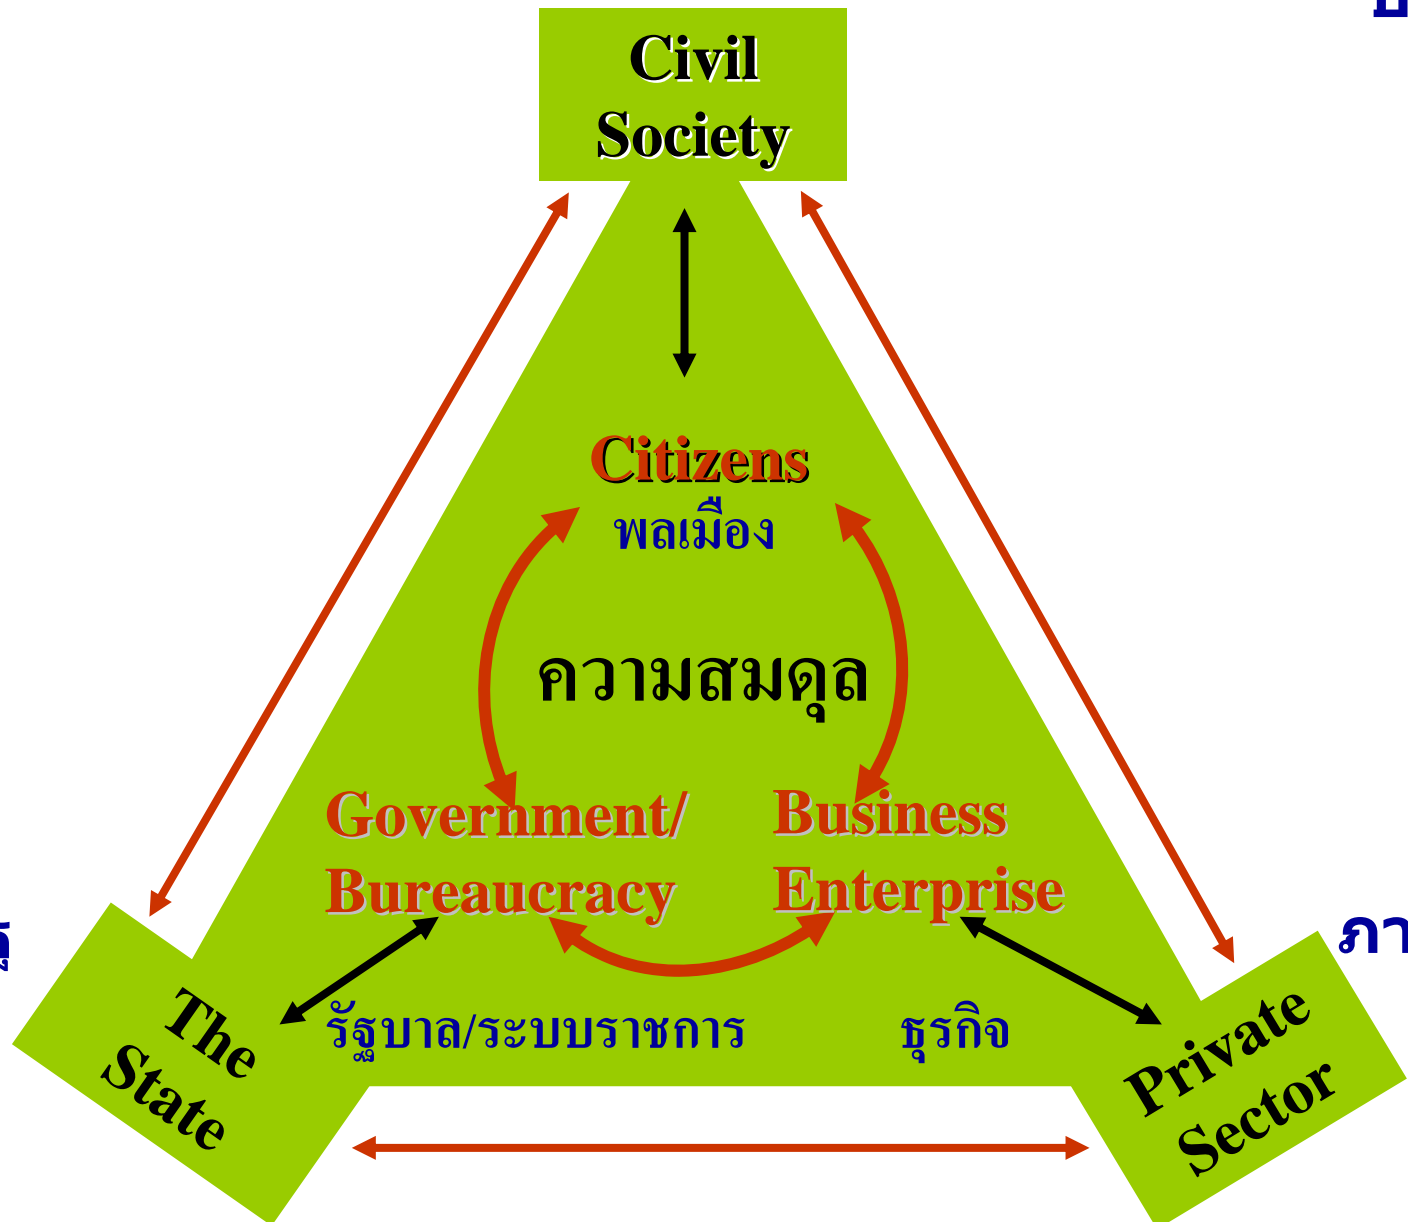 Civil
Society
Citizens
พลเมือง
ความสมดุล
Government/
Bureaucracy
Business
Enterprise
ภา
รัฐบาล/ระบบราชการ
ธุรกิจ
The
State
Private
Sector